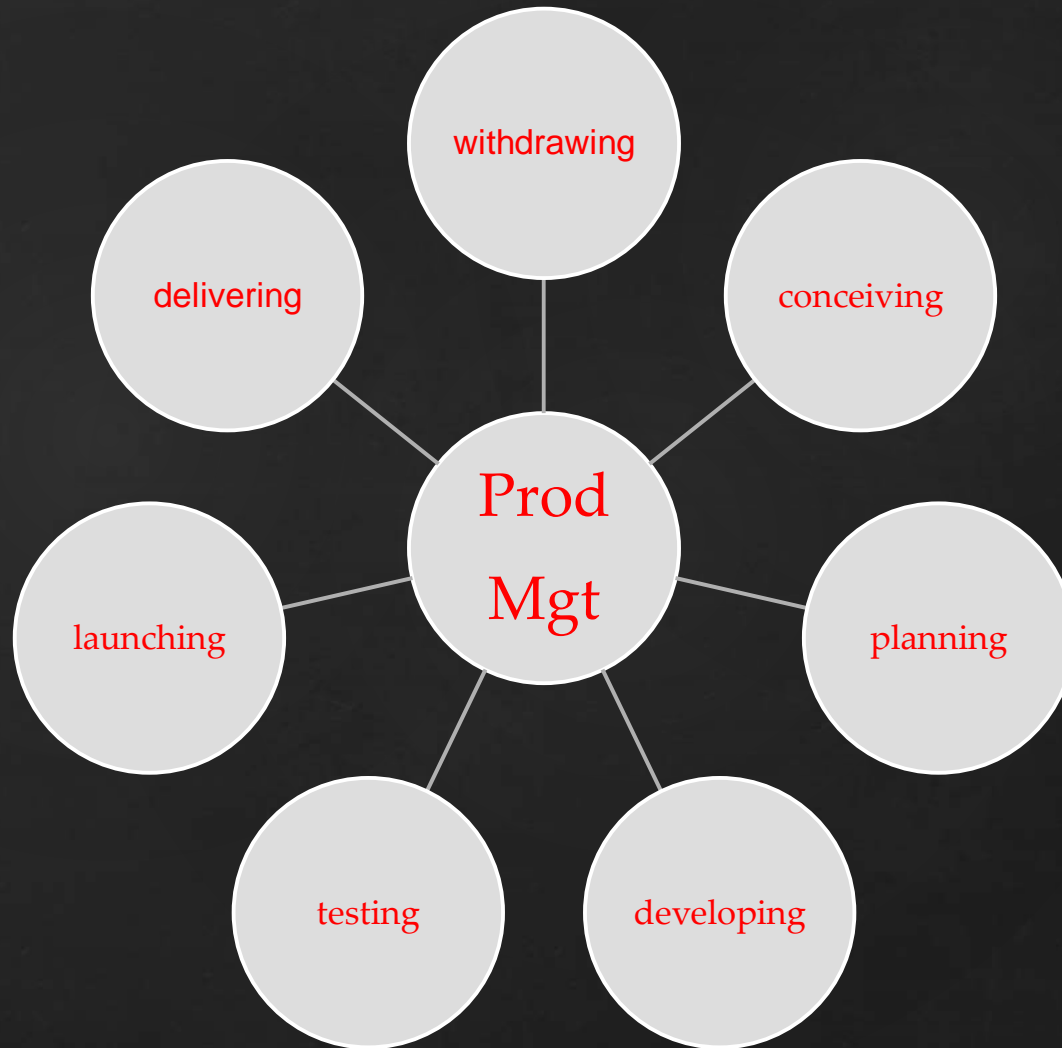 withdrawing
delivering
conceiving
Prod
Mgt
launching
planning
testing
developing